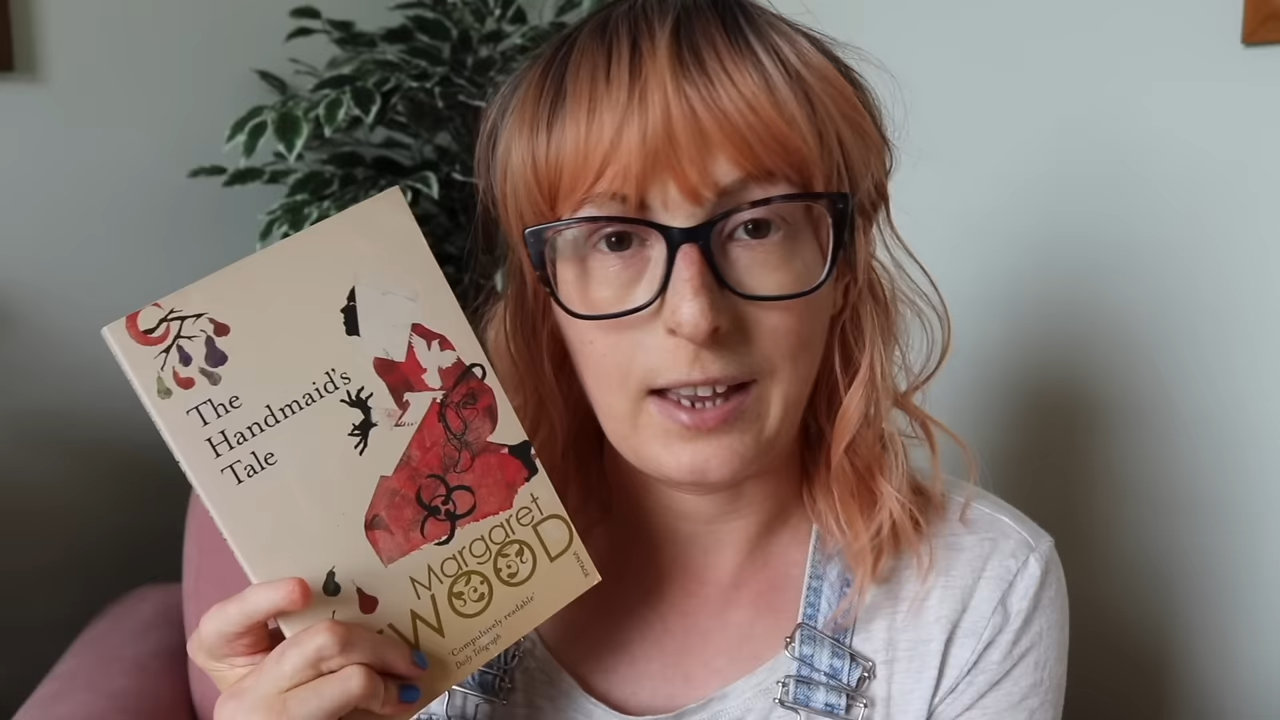 The
Handmaid's
Tale
Margaret
WOOD
'Compulsively readable'
Daily Telegraph
VINTAGE